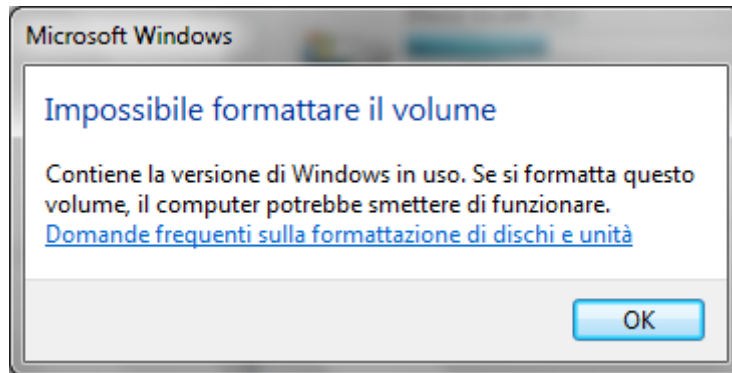 Microsoft Windows
Impossibile formattare il volume
Contiene la versione di Windows in uso. Se si formatta questo
volume, il computer potrebbe smettere di funzionare.
Domande frequenti sulla formattazione di dischi e unità
OK